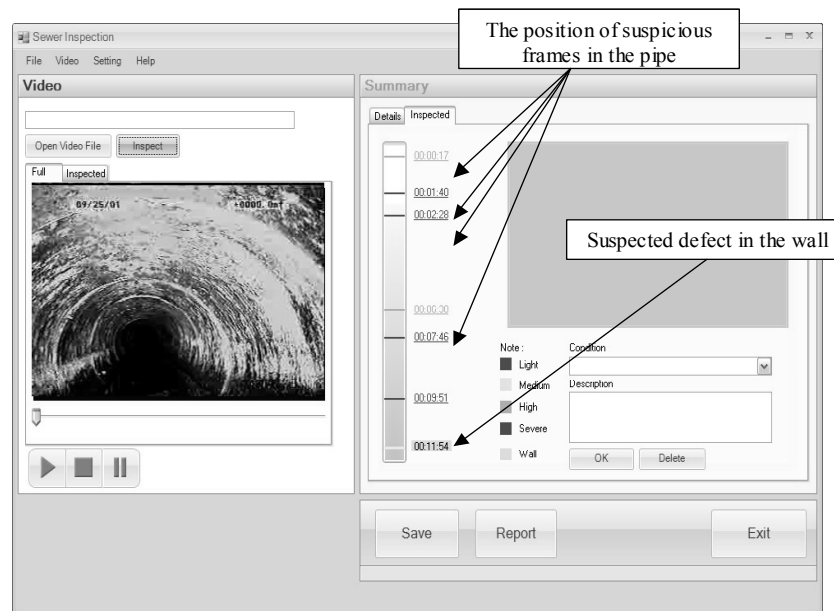 The position of suspicious
frames in the pipe
Sewer Inspection
File Video Setting Help
Video
Open Video File Inspect
Full Inspected
09/25/01 +0000.0mf
Summary
Details Inspected
00:00:17
00:01:40
00:02:28
Suspected defect in the wall
00:06:30
00:07:46
00:09:51
00:11:54
Note :
Light
Medium
High
Severe
Wall
Condition
Description
OK Delete
Save Report Exit